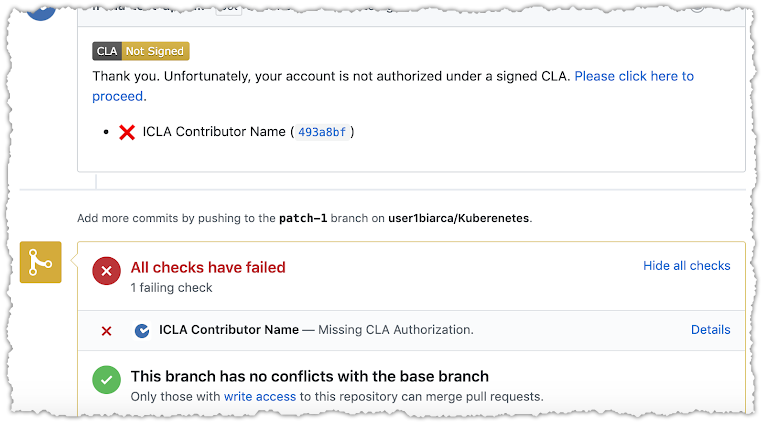 CLA Not Signed
Thank you. Unfortunately, your account is not authorized under a signed CLA. Please click here to
proceed.
• ❌ ICLA Contributor Name ( 493a8bf )
Add more commits by pushing to the patch-1 branch on user1biarca/Kuberenetes.
All checks have failed
Hide all checks
1 failing check
ICLA Contributor Name — Missing CLA Authorization.
Details
This branch has no conflicts with the base branch
Only those with write access to this repository can merge pull requests.